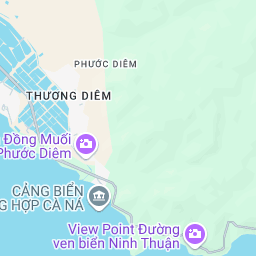 PHƯỚC DIÊM
THƯƠNG DIÊM
Đồng Muối
Phước Diêm
CẢNG BIỂN
G HỢP CÀ NÁ
View Point Đường
ven biển Ninh Thuận